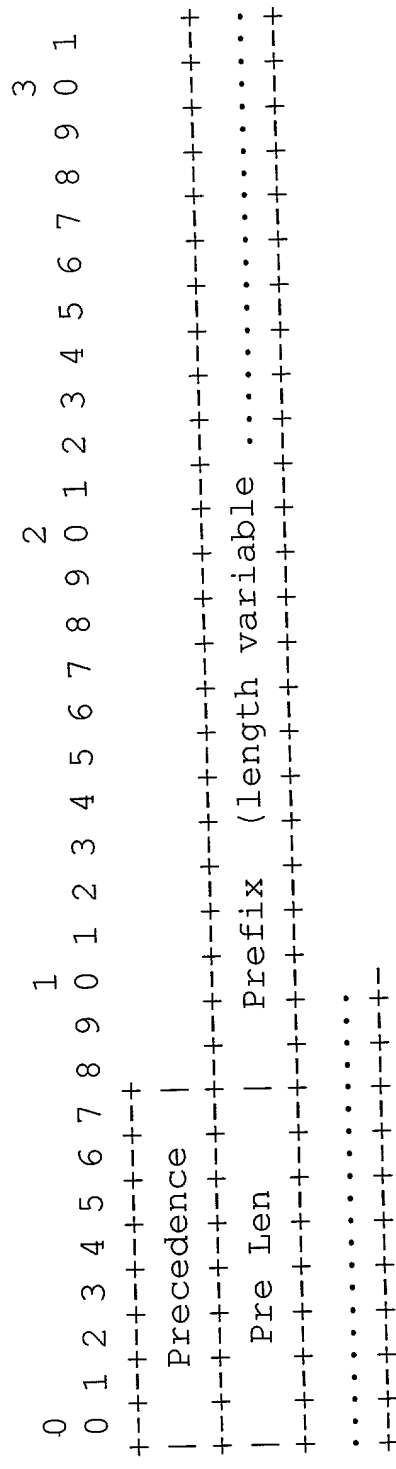 0                   1                   2                   3
 0 1 2 3 4 5 6 7 8 9 0 1 2 3 4 5 6 7 8 9 0 1 2 3 4 5 6 7 8 9 0 1
+-+-+-+-+-+-+-+-+
|   Precedence  |
+-+-+-+-+-+-+-+-+-+-+-+-+-+-+-+-+-+-+-+-+-+-+-+-+-+-+-+-+-+-+-+-+
|    Pre Len    |   Prefix  (length variable ....................
+-+-+-+-+-+-+-+-+-+-+-+-+-+-+-+-+-+-+-+-+-+-+-+-+-+-+-+-+-+-+-+-+
.....................
+-+-+-+-+-+-+-+-+-+-+-